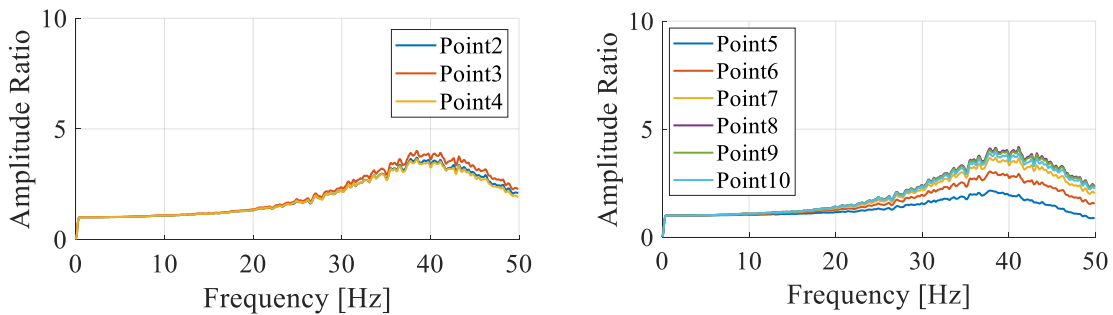 10
5
0
Amplitude Ratio
Point2
Point3
Point4
0 10 20 30 40 50
Frequency [Hz]
10
5
0
Amplitude Ratio
Point5
Point6
Point7
Point8
Point9
Point10
0 10 20 30 40 50
Frequency [Hz]